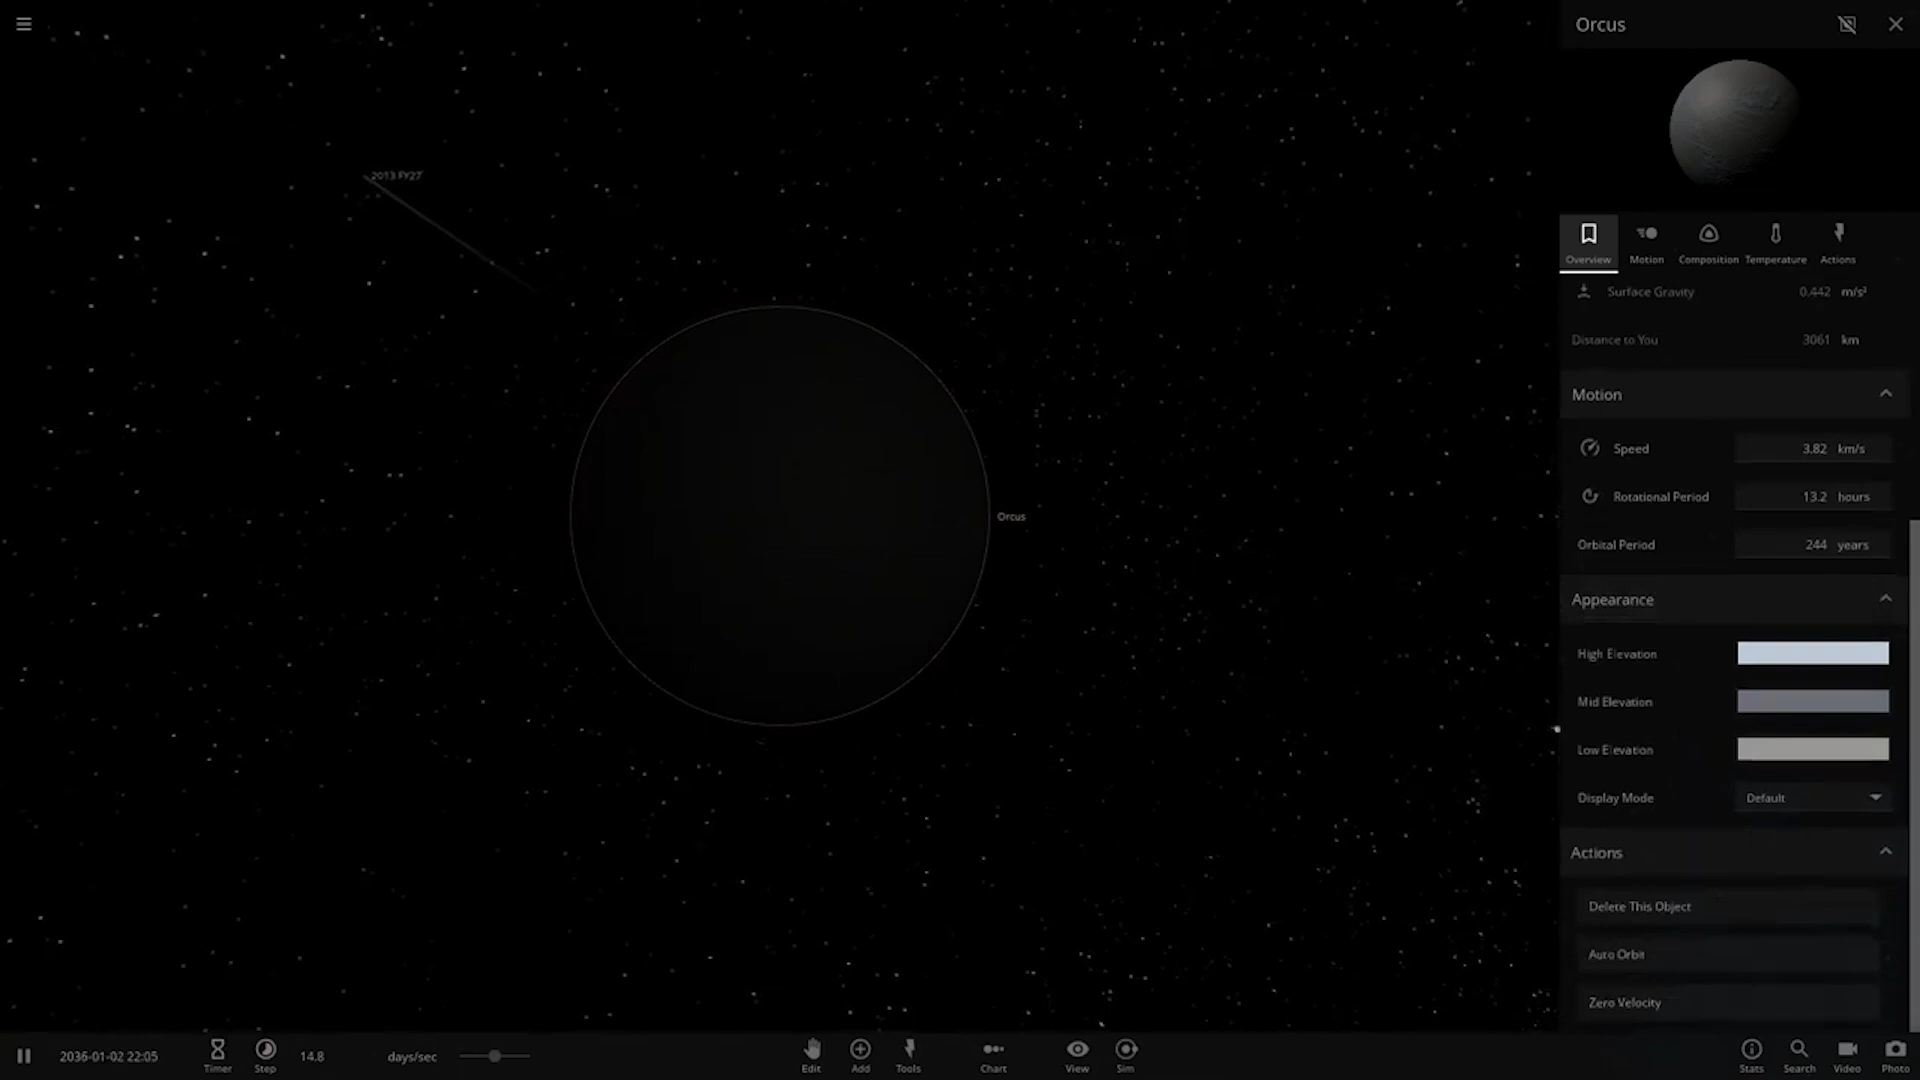 Orcus
2013 FY27
Overview
Motion
Composition
Temperature
Actions
Surface Gravity 0.442 m/s²
Distance to You 3061 km
Motion
Speed 3.82 km/s
Rotational Period 13.2 hours
Orcus
Orbital Period 244 years
Appearance
High Elevation
Mid Elevation
Low Elevation
Display Mode Default
Actions
Delete This Object
Auto Orbit
Zero Velocity
2036-01-02 22:05
Timer
Step
14.8 days/sec
Edit
Add
Tools
Chart
View
Sim
Stats
Search
Video
Photo